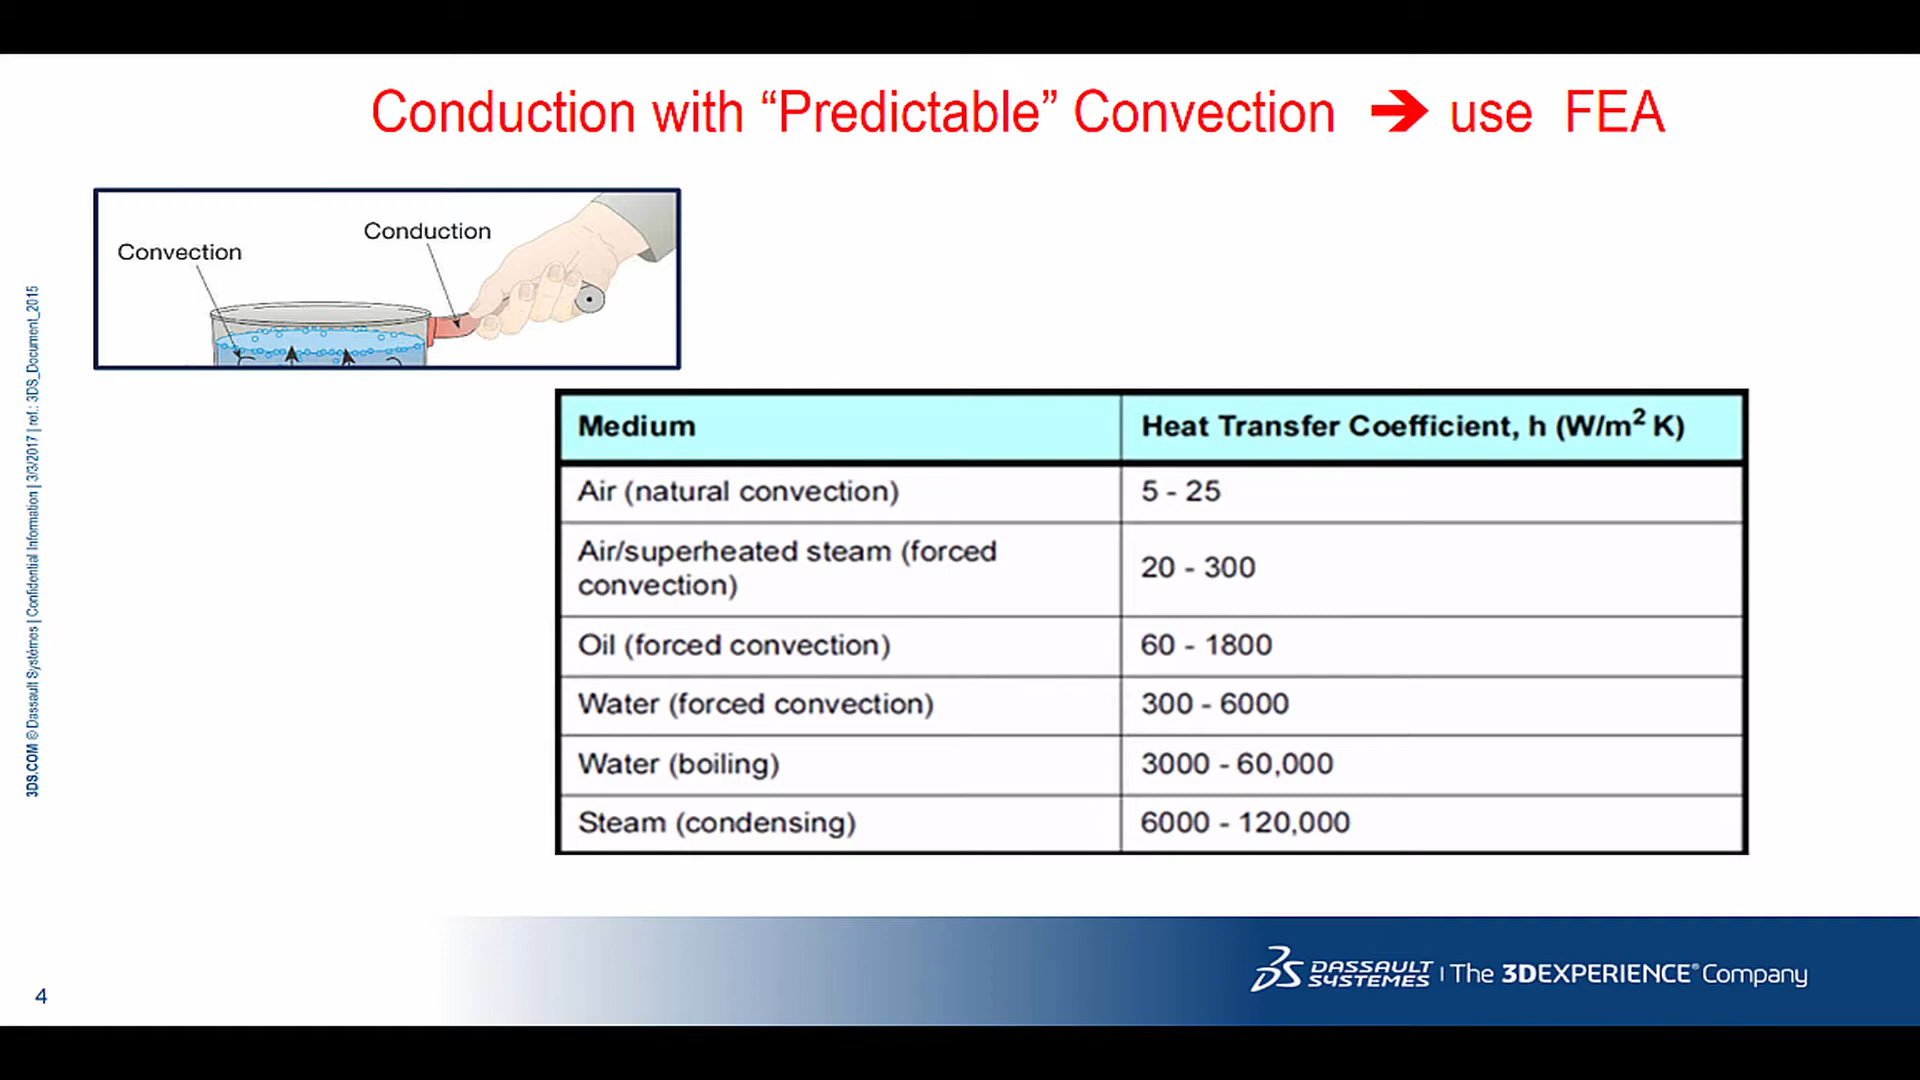 Conduction with “Predictable” Convection ➔ use FEA
Convection
Conduction
Medium
Heat Transfer Coefficient, h (W/m² K)
Air (natural convection)
5 - 25
Air/superheated steam (forced
convection)
20 - 300
Oil (forced convection)
60 - 1800
Water (forced convection)
300 - 6000
Water (boiling)
3000 - 60,000
Steam (condensing)
6000 - 120,000
3DS.COM © Dassault Systèmes | Confidential Information | 3/3/2017 | ref.: 3DS_Document_2015
4
DASSAULT
SYSTEMES
The 3DEXPERIENCE® Company